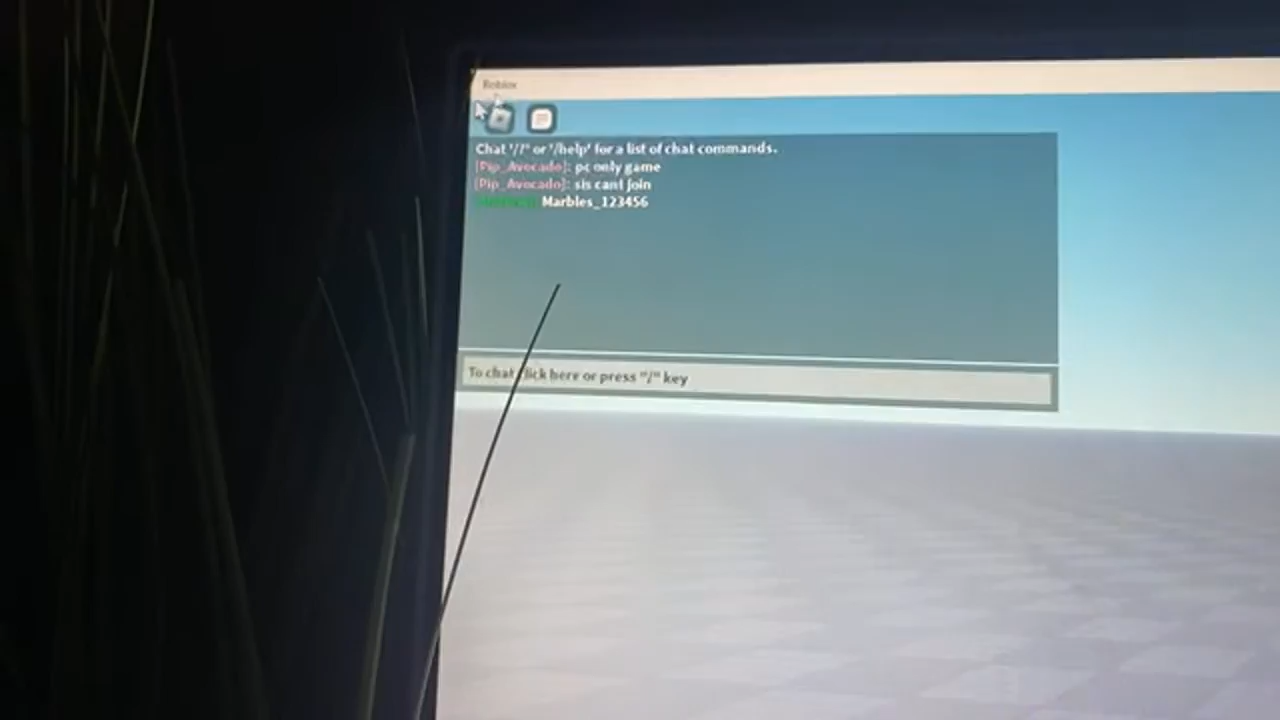 Roblox
Chat '/?' or '/help' for a list of chat commands.
[Pip_Avocado]: pc only game
[Pip_Avocado]: sis cant join
Marbles_123456
To chat click here or press "/" key